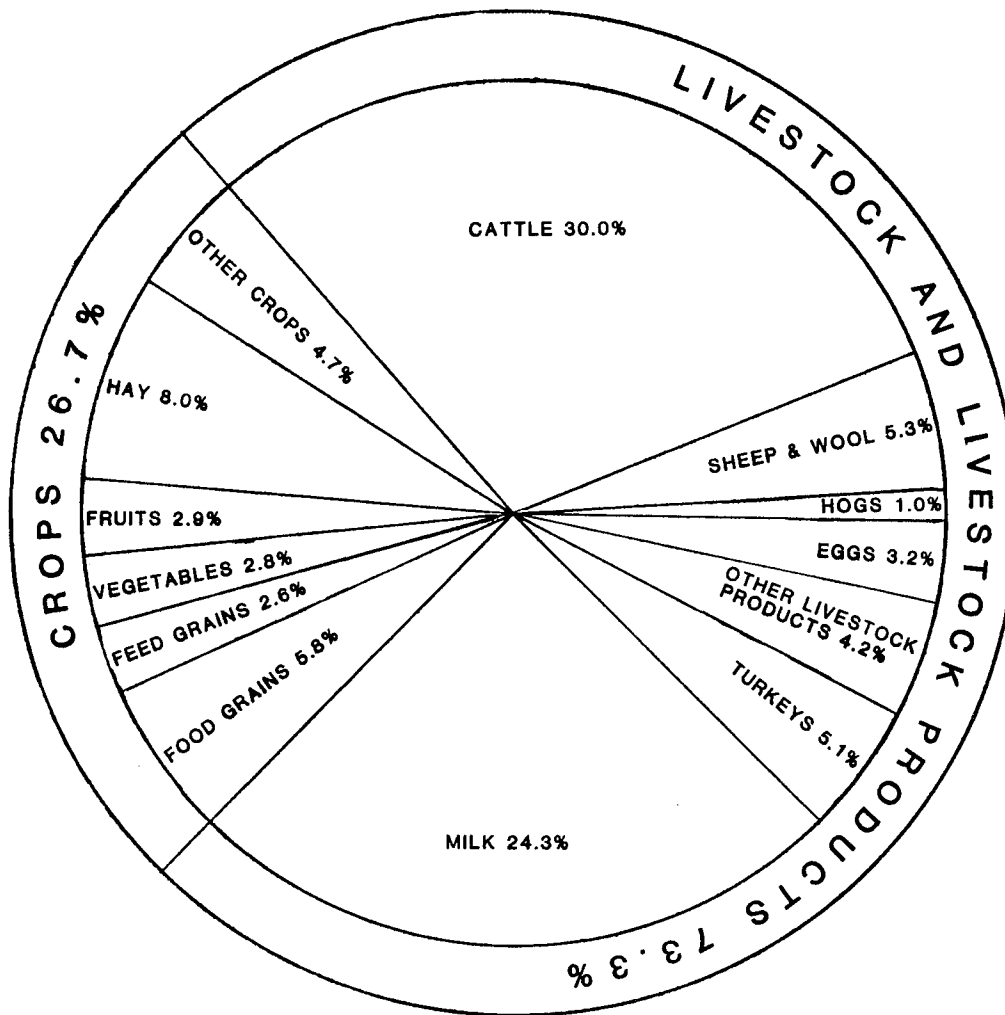 LIVESTOCK AND LIVESTOCK PRODUCTS 73.3%
CATTLE 30.0%
SHEEP & WOOL 5.3%
HOGS 1.0%
EGGS 3.2%
OTHER LIVESTOCK
PRODUCTS 4.2%
TURKEYS 5.1%
MILK 24.3%
CROPS 26.7%
OTHER CROPS 4.7%
HAY 8.0%
FRUITS 2.9%
VEGETABLES 2.8%
FEED GRAINS 2.6%
FOOD GRAINS 5.8%